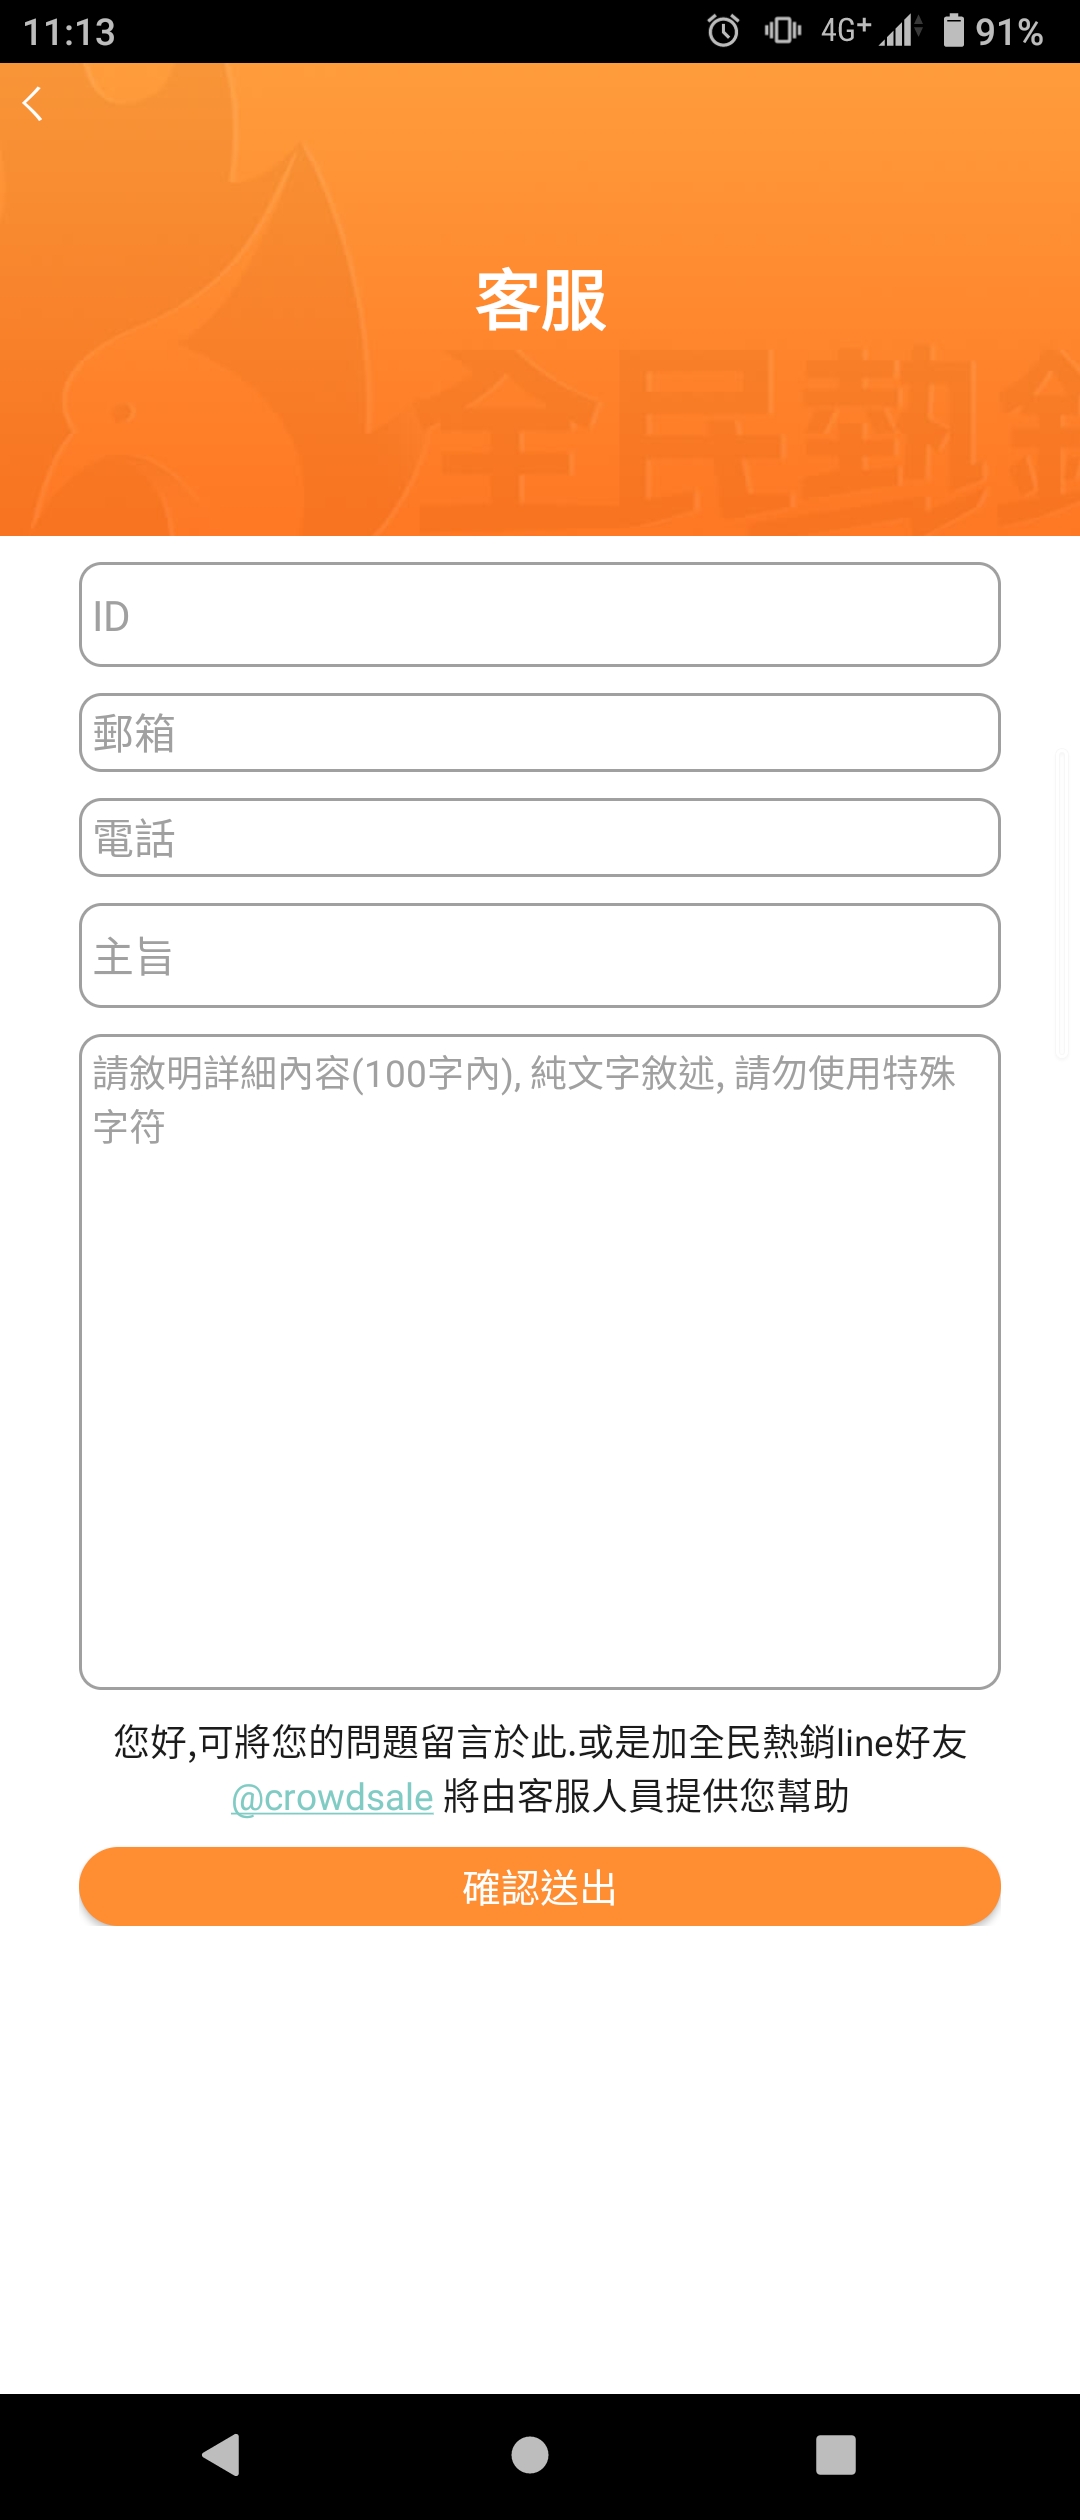 11:13
4G+
91%
客服
全民熱銷
ID
郵箱
電話
主旨
請敘明詳細內容(100字內), 純文字敘述, 請勿使用特殊
字符
您好,可將您的問題留言於此.或是加全民熱銷line好友
@crowdsale 將由客服人員提供您幫助
確認送出